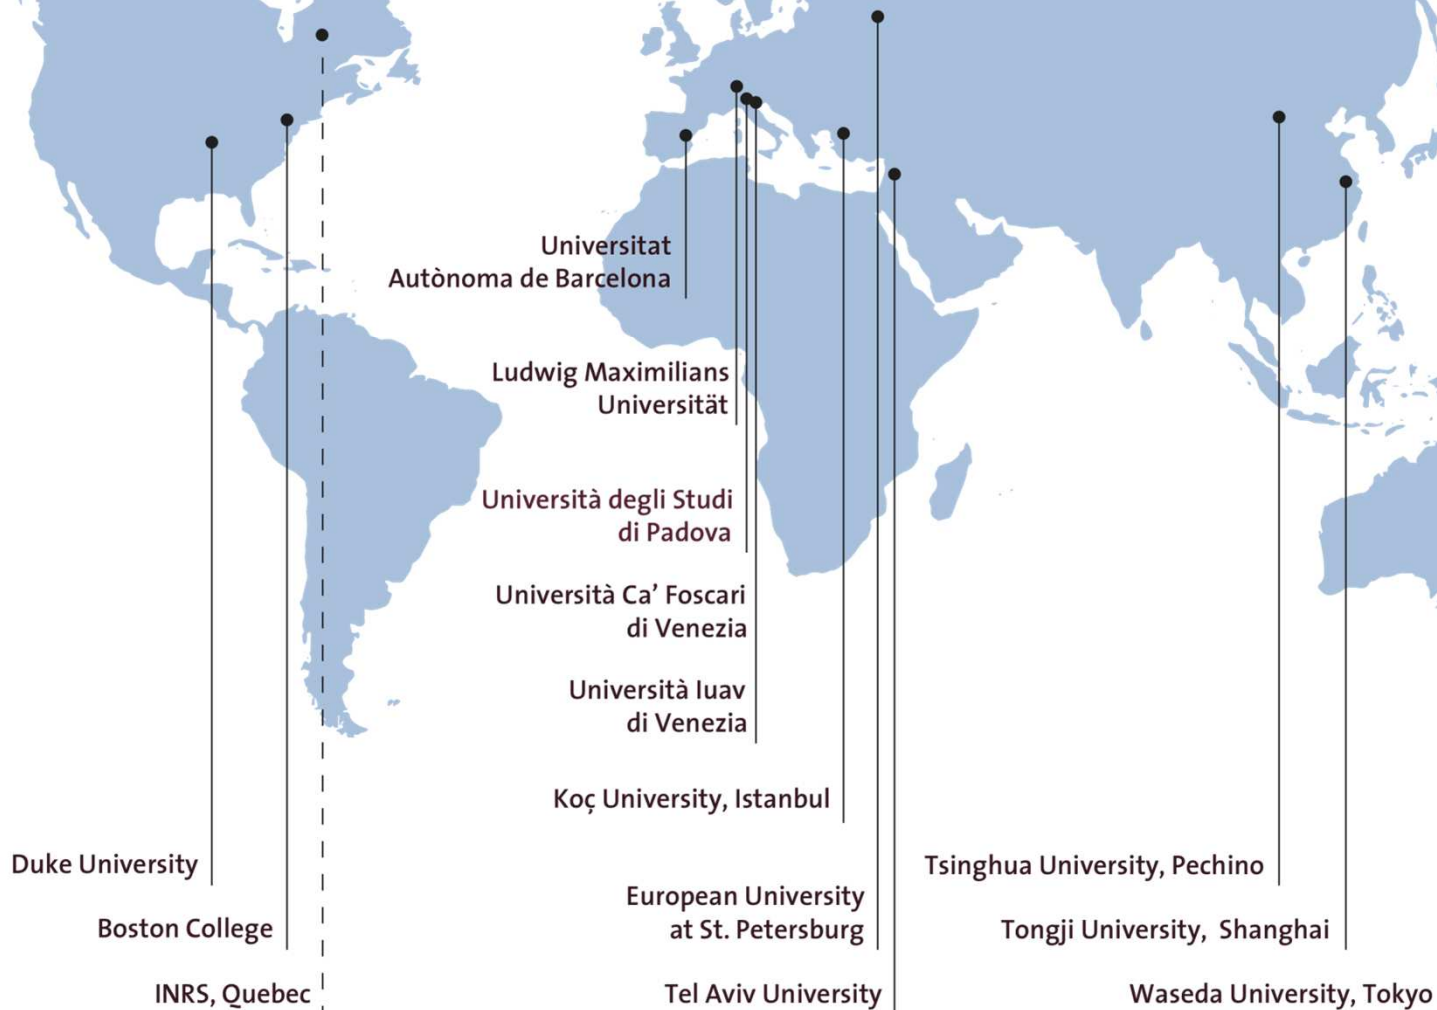 Universitat
Autònoma de Barcelona
Ludwig Maximilians
Universität
Università degli Studi
di Padova
Università Ca’ Foscari
di Venezia
Università Iuav
di Venezia
Koç University, Istanbul
Duke University
Boston College
INRS, Quebec
European University
at St. Petersburg
Tel Aviv University
Tsinghua University, Pechino
Tongji University, Shanghai
Waseda University, Tokyo